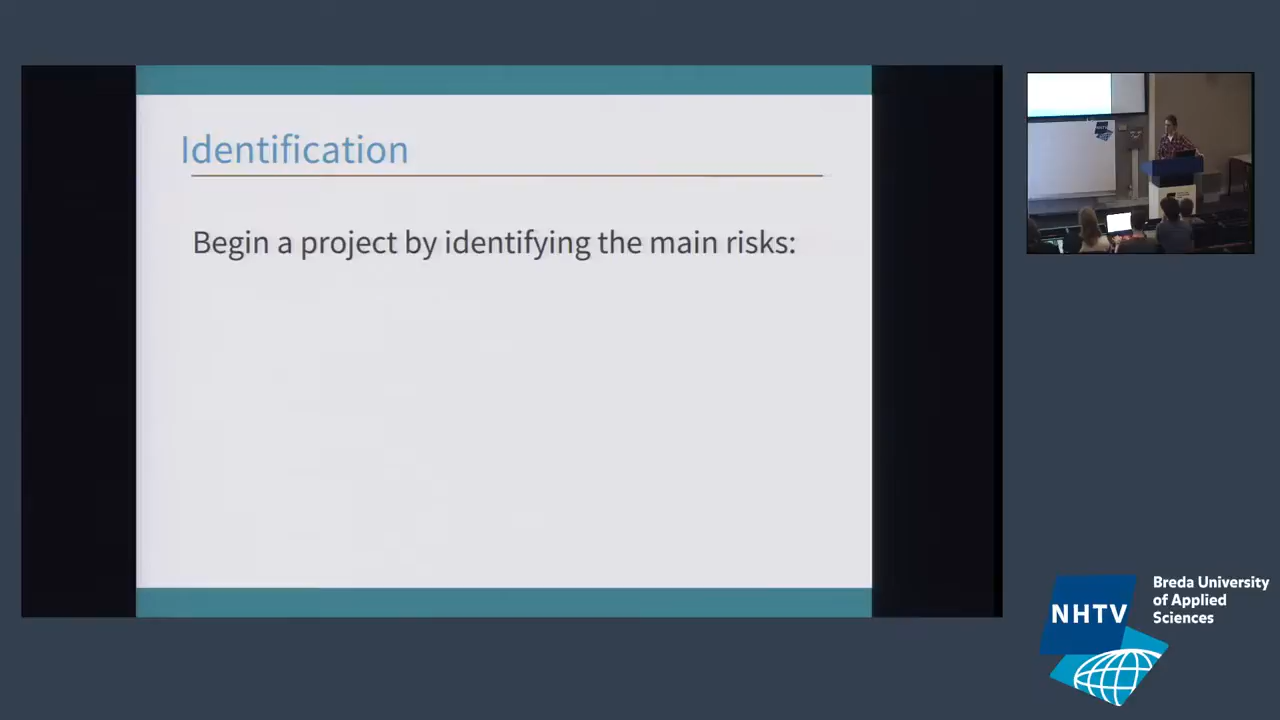 Identification
Begin a project by identifying the main risks:
NHTV
Breda University
of Applied
Sciences